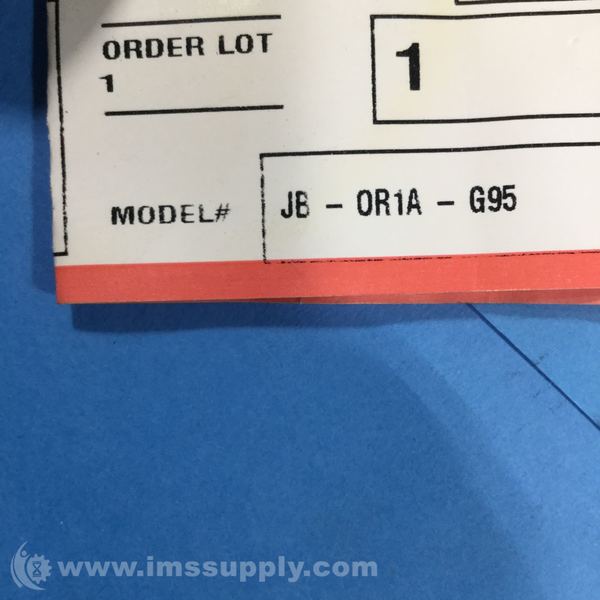 ORDER LOT
1
1
MODEL#
JB - OR1A - G95
www.imssupply.com